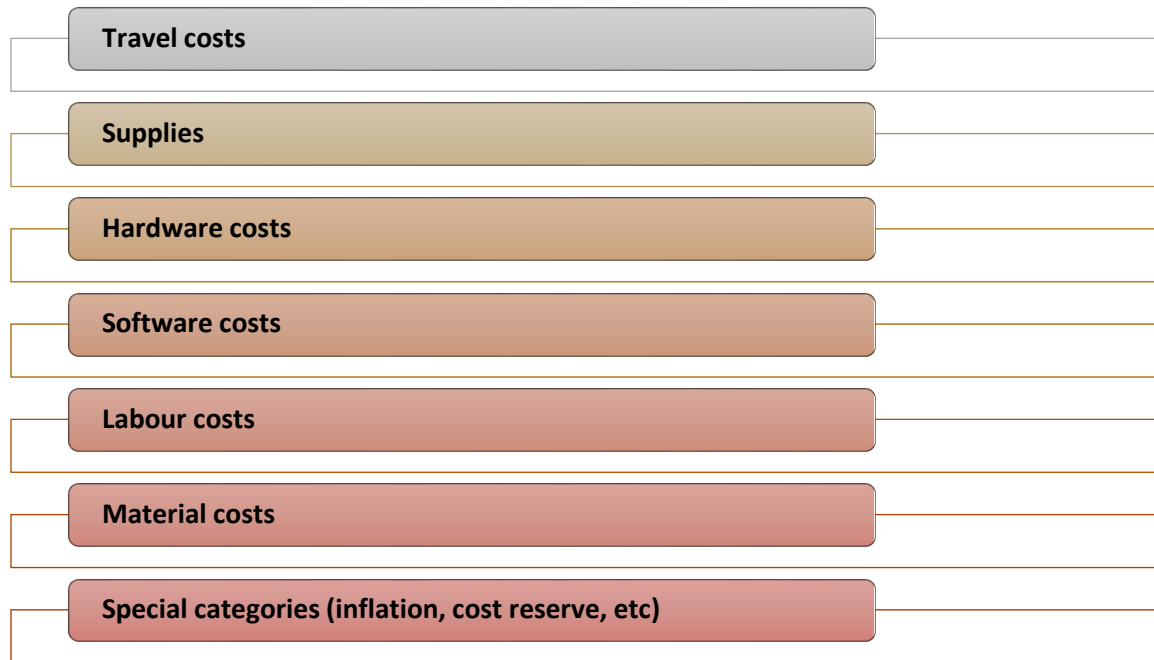 Travel costs
Supplies
Hardware costs
Software costs
Labour costs
Material costs
Special categories (inflation, cost reserve, etc)